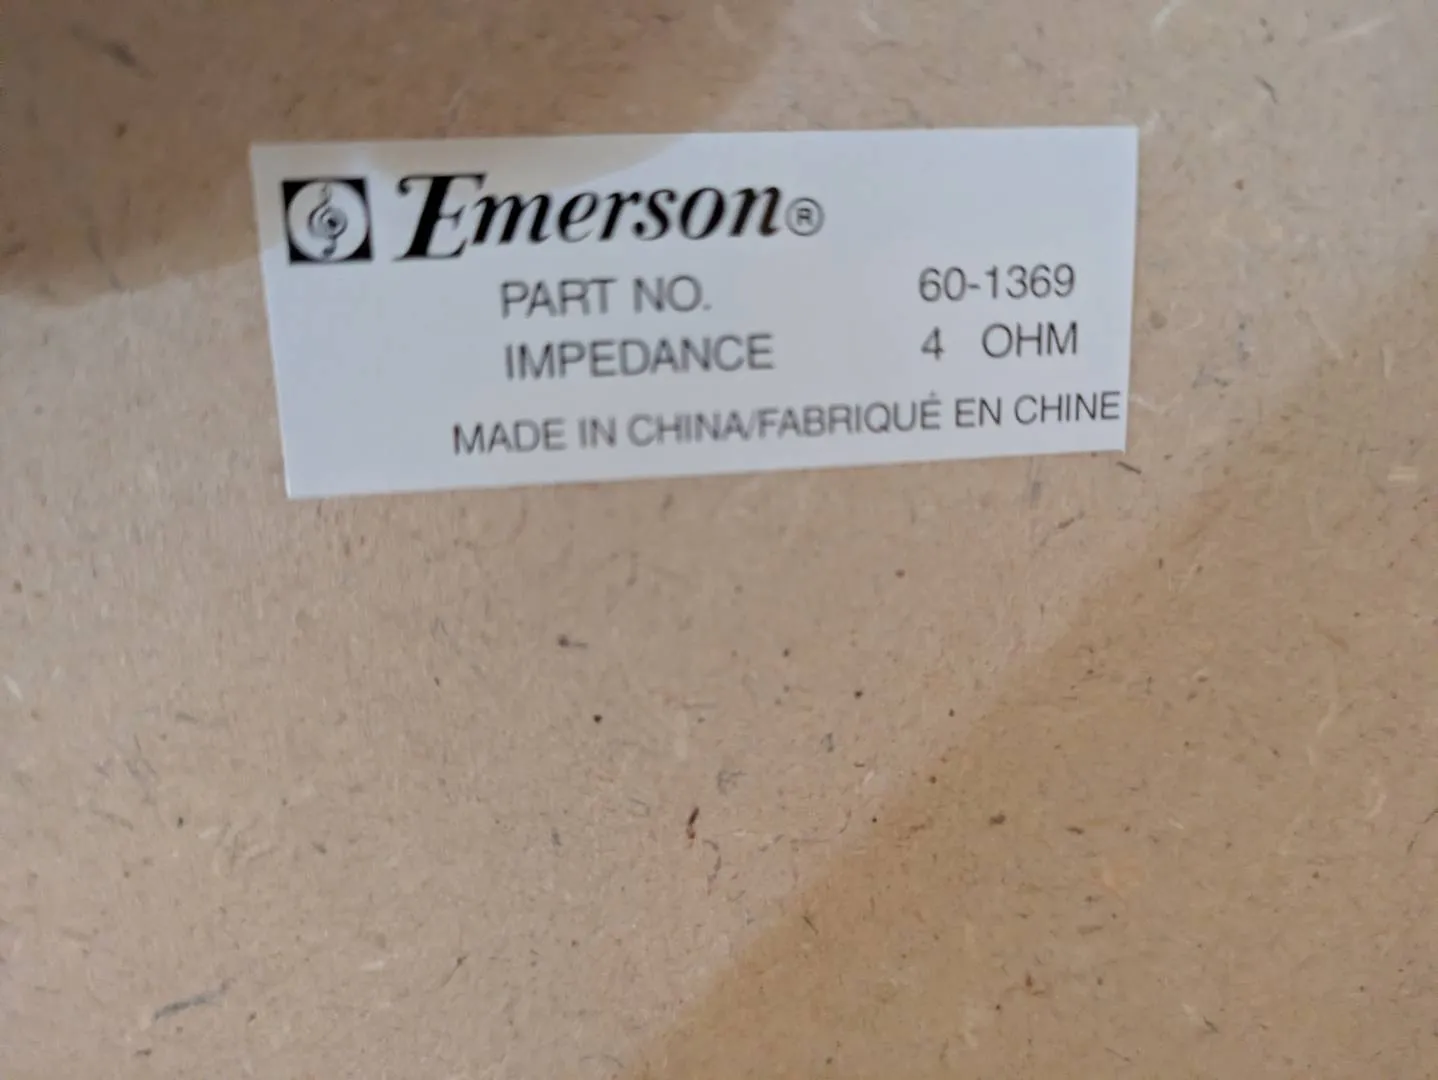 Emerson®
PART NO. 60-1369
IMPEDANCE 4 OHM
MADE IN CHINA/FABRIQUÉ EN CHINE